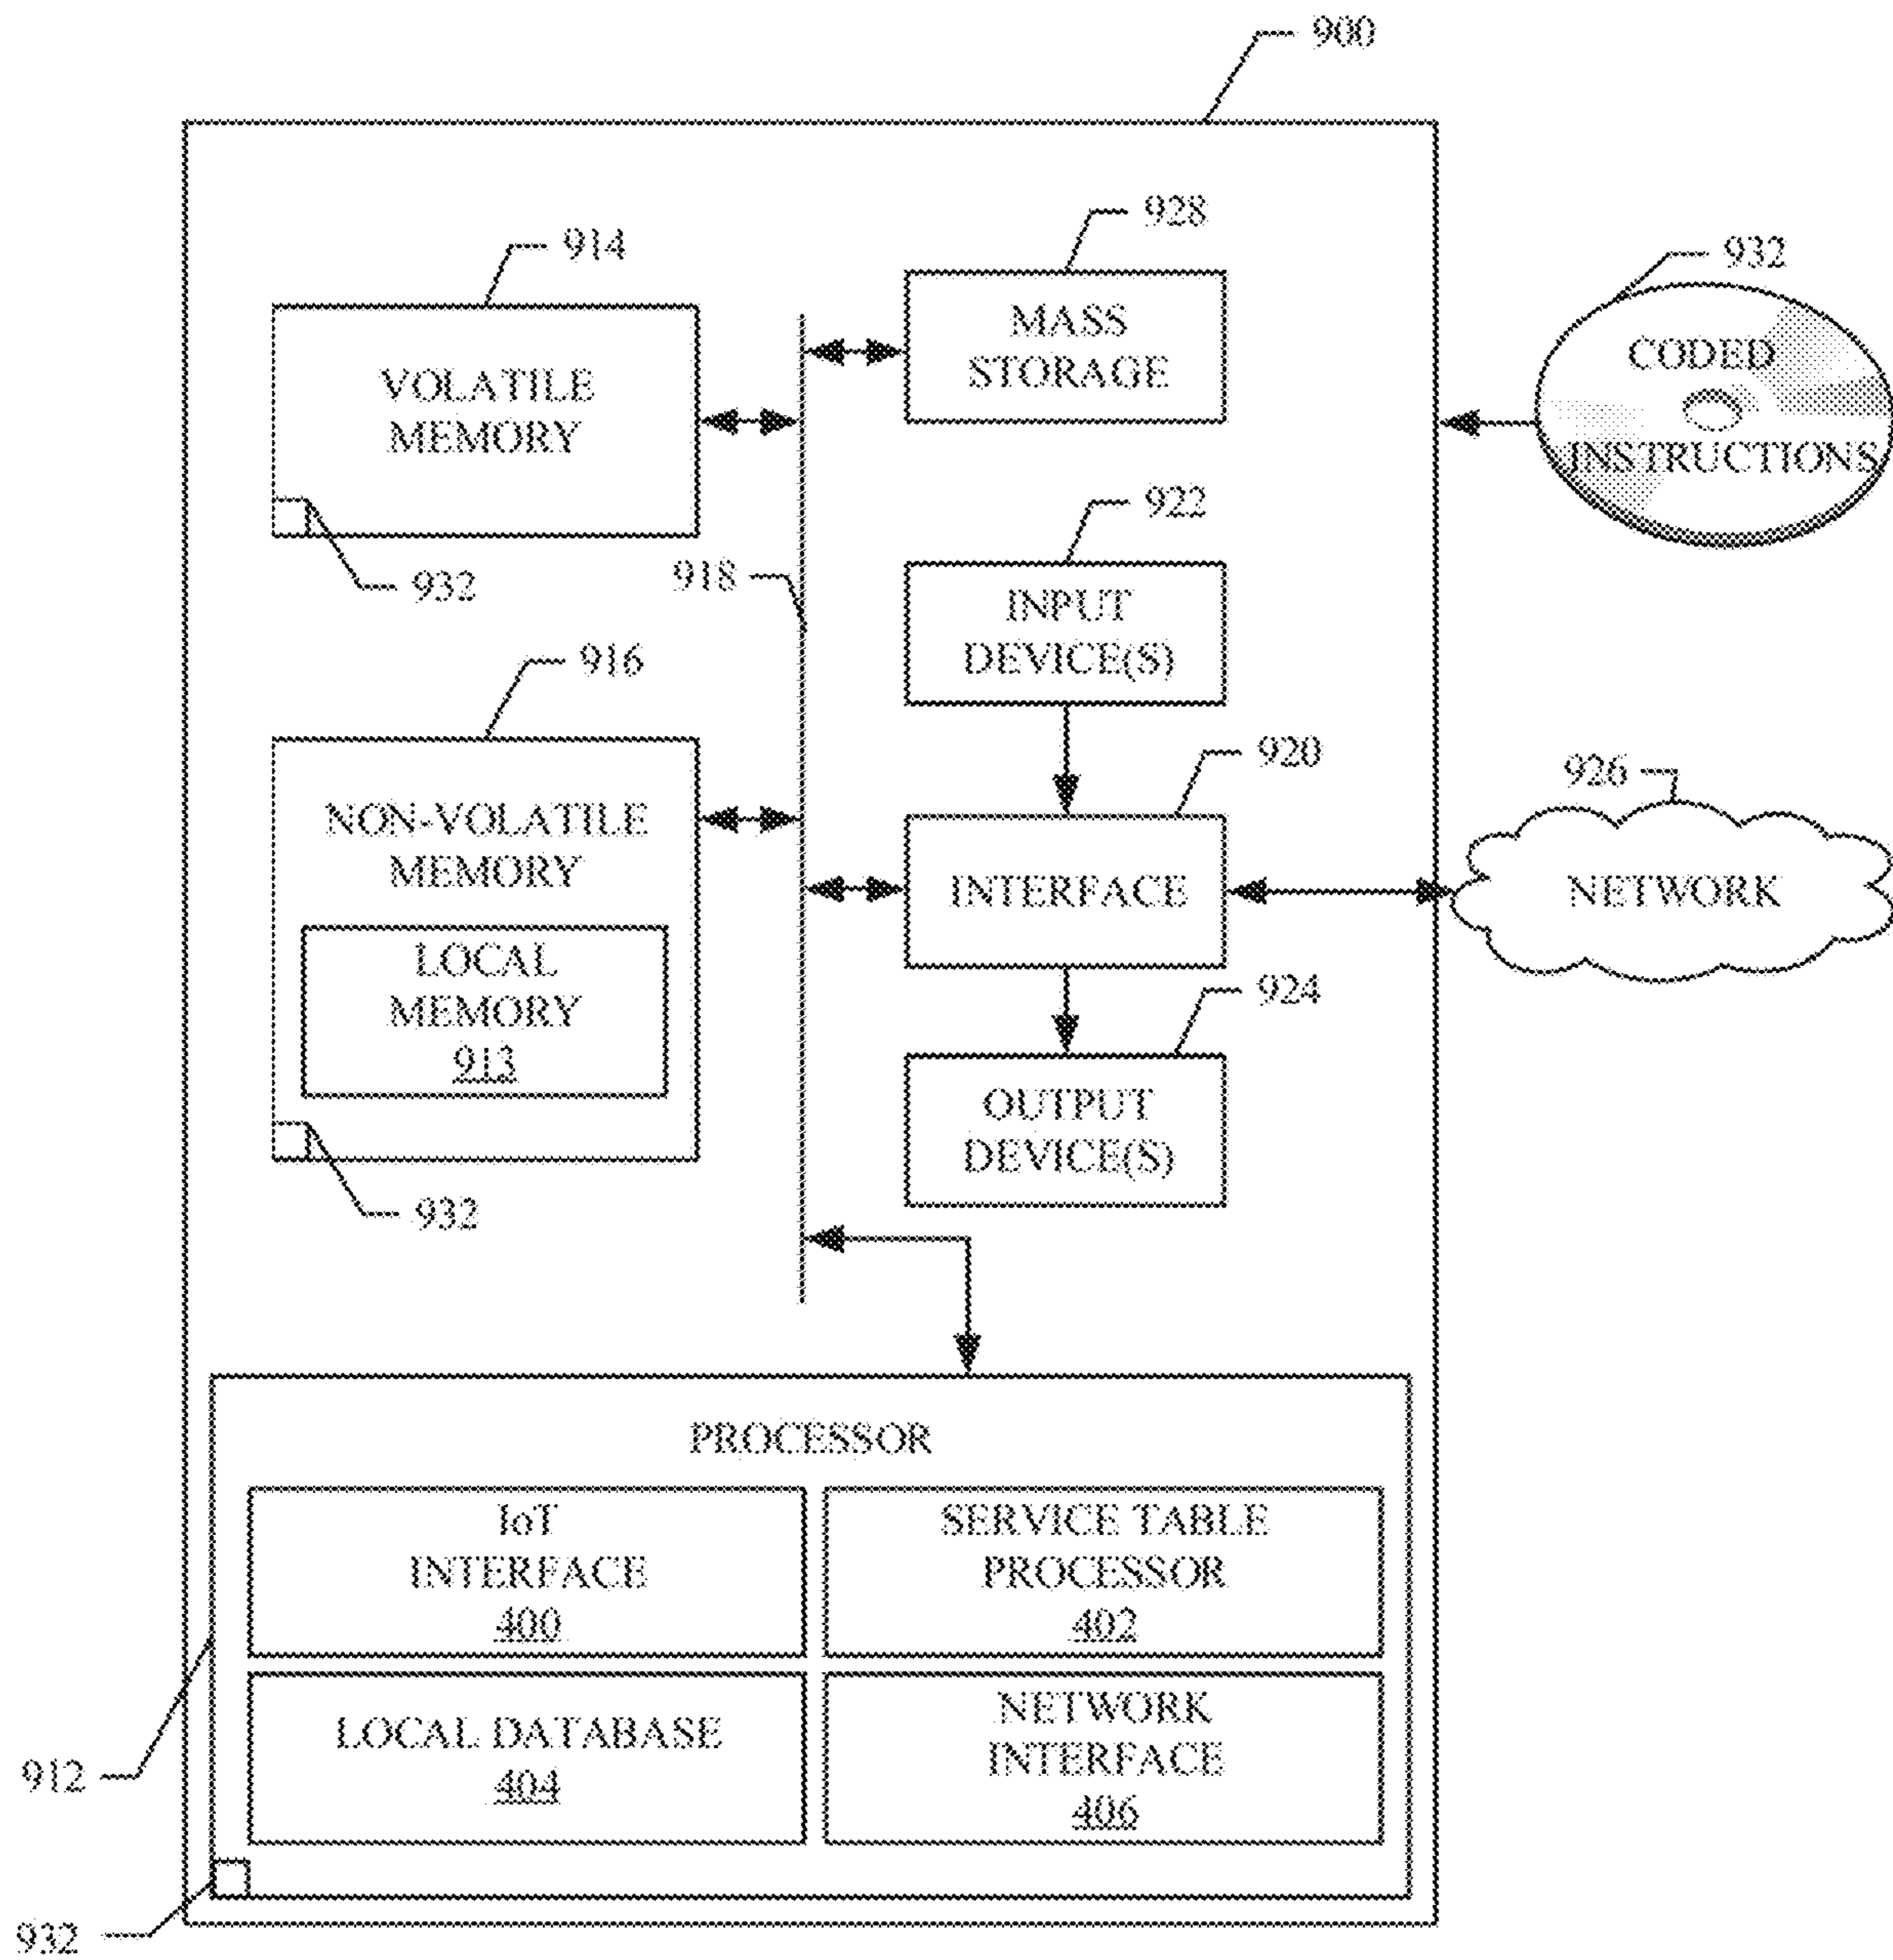 900
928
914
932
MASS
STORAGE
CODED
INSTRUCTIONS
VOLATILE
MEMORY
922
918
932
INPUT
DEVICE(S)
916
920
926
NON-VOLATILE
MEMORY
INTERFACE
NETWORK
LOCAL
MEMORY
913
924
OUTPUT
DEVICE(S)
932
PROCESSOR
IoT
INTERFACE
400
SERVICE TABLE
PROCESSOR
402
LOCAL DATABASE
404
NETWORK
INTERFACE
406
912
932